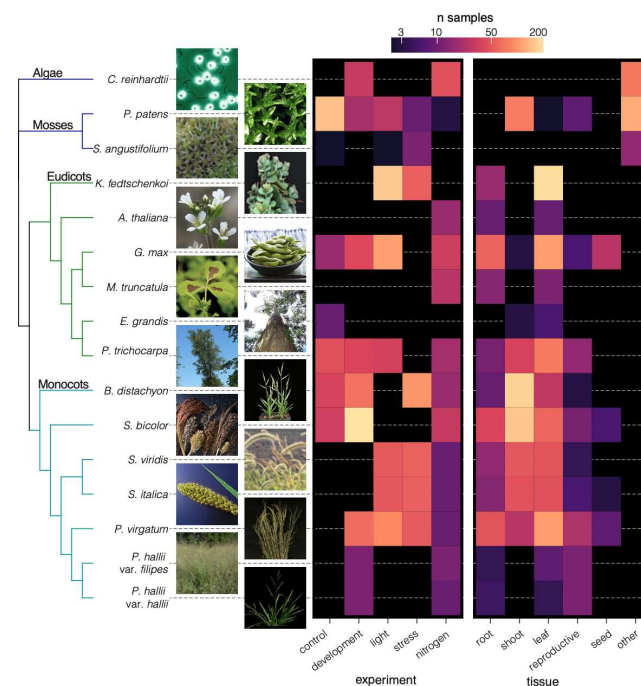 n samples
3 10 50 200
Algae
C. reinhardtii
P. patens
Mosses
S. angustifolium
Eudicots
K. fedtschenkoi
A. thaliana
G. max
M. truncatula
E. grandis
P. trichocarpa
Monocots
B. distachyon
S. bicolor
S. viridis
S. italica
P. virgatum
P. hallii
var. filipes
P. hallii
var. hallii
control development light stress nitrogen root shoot leaf reproductive seed other
experiment tissue